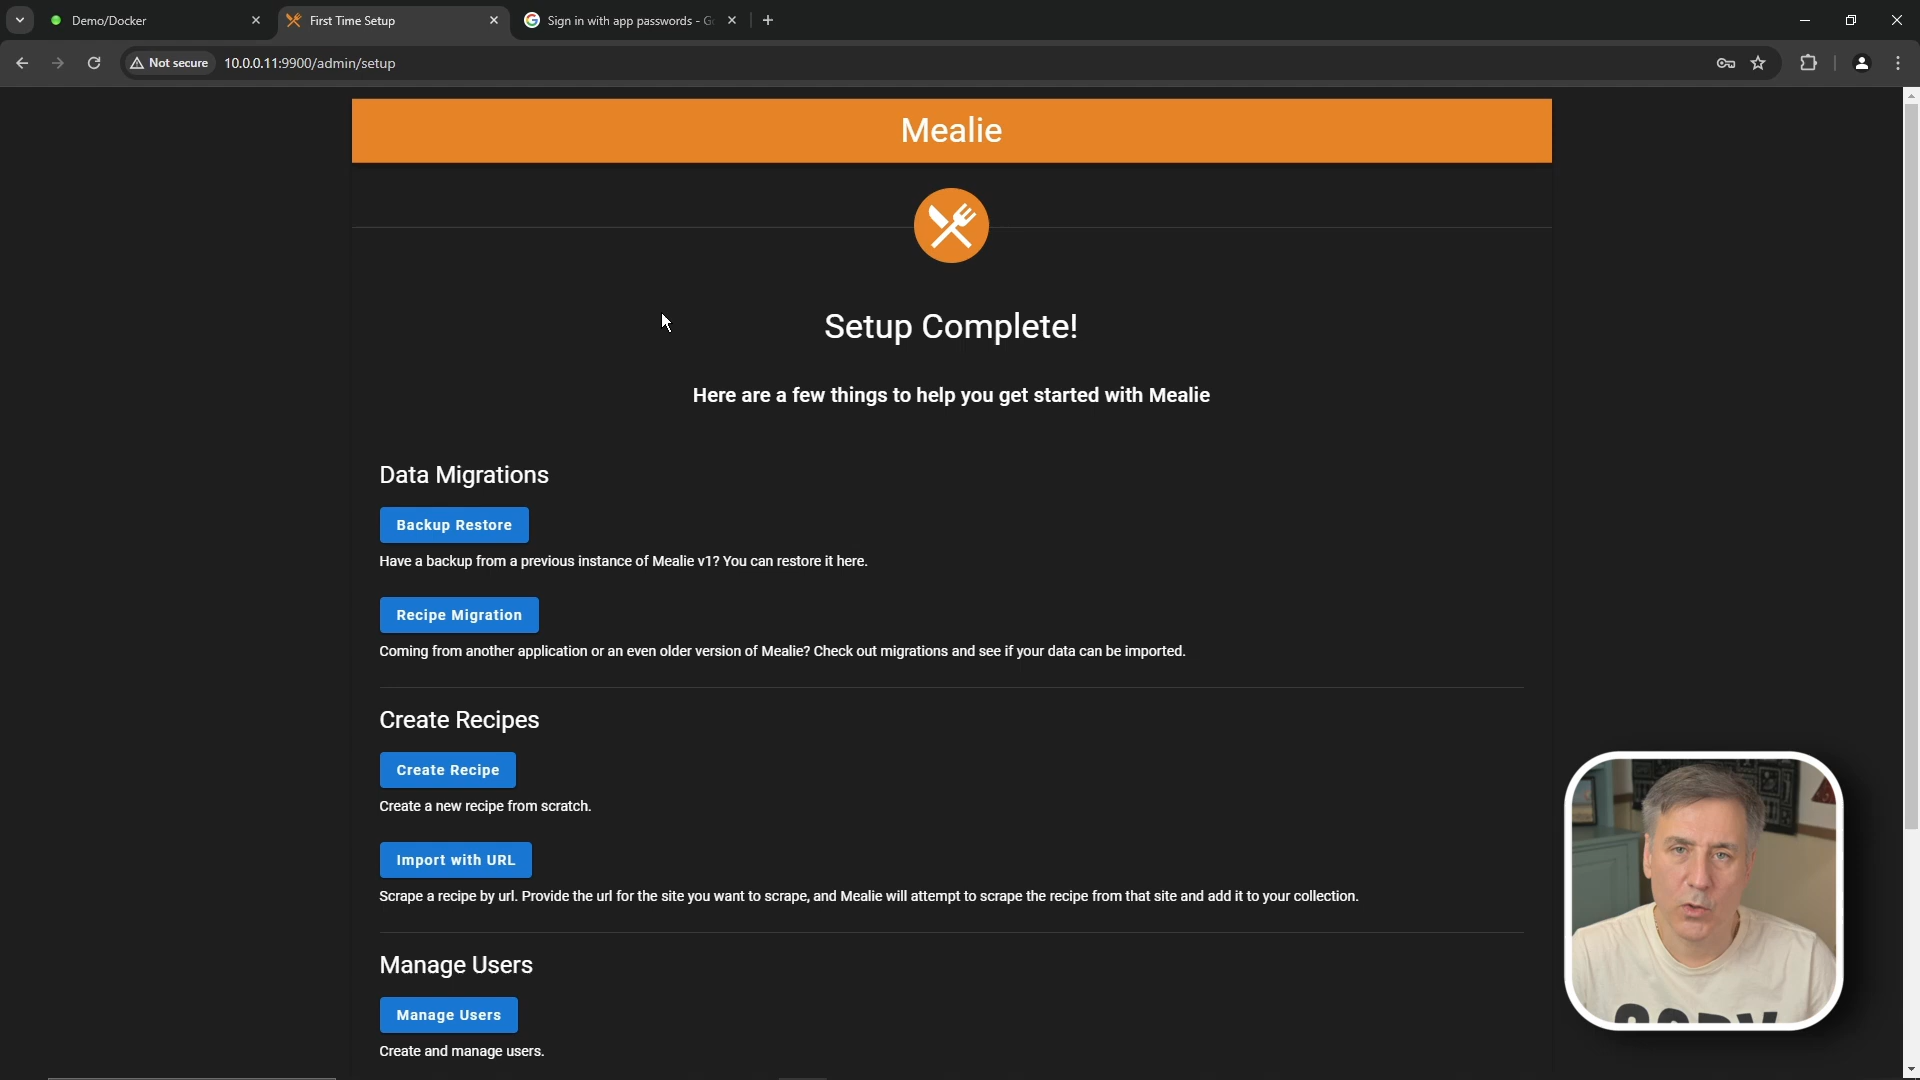 Demo/Docker
First Time Setup
Sign in with app passwords - G
Not secure
10.0.0.11:9900/admin/setup
Mealie
Setup Complete!
Here are a few things to help you get started with Mealie
Data Migrations
Backup Restore
Have a backup from a previous instance of Mealie v1? You can restore it here.
Recipe Migration
Coming from another application or an even older version of Mealie? Check out migrations and see if your data can be imported.
Create Recipes
Create Recipe
Create a new recipe from scratch.
Import with URL
Scrape a recipe by url. Provide the url for the site you want to scrape, and Mealie will attempt to scrape the recipe from that site and add it to your collection.
Manage Users
Manage Users
Create and manage users.